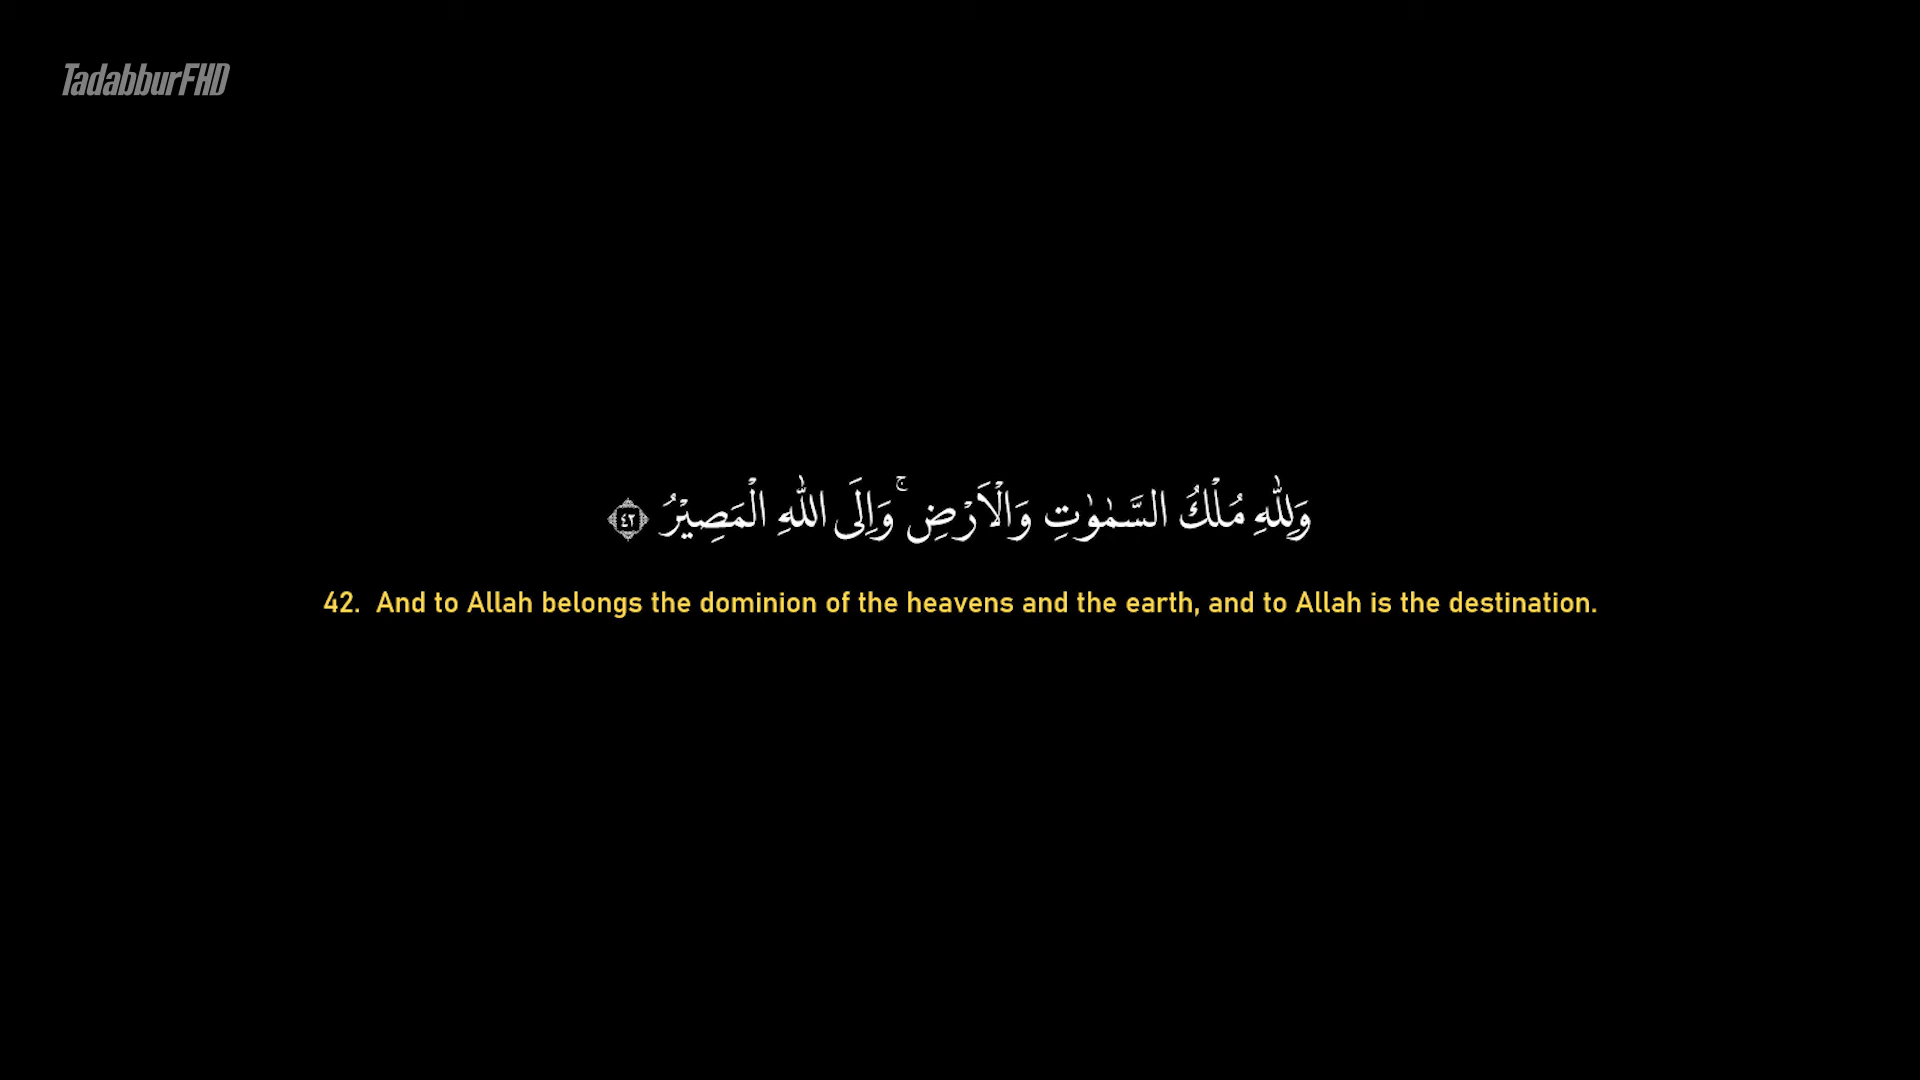 TadabburFHD
وَلِلّٰهِ مُلْكُ السَّمٰوٰتِ وَالْاَرْضِ ۚ وَاِلَى اللّٰهِ الْمَصِيْرُ ٤٢
42. And to Allah belongs the dominion of the heavens and the earth, and to Allah is the destination.